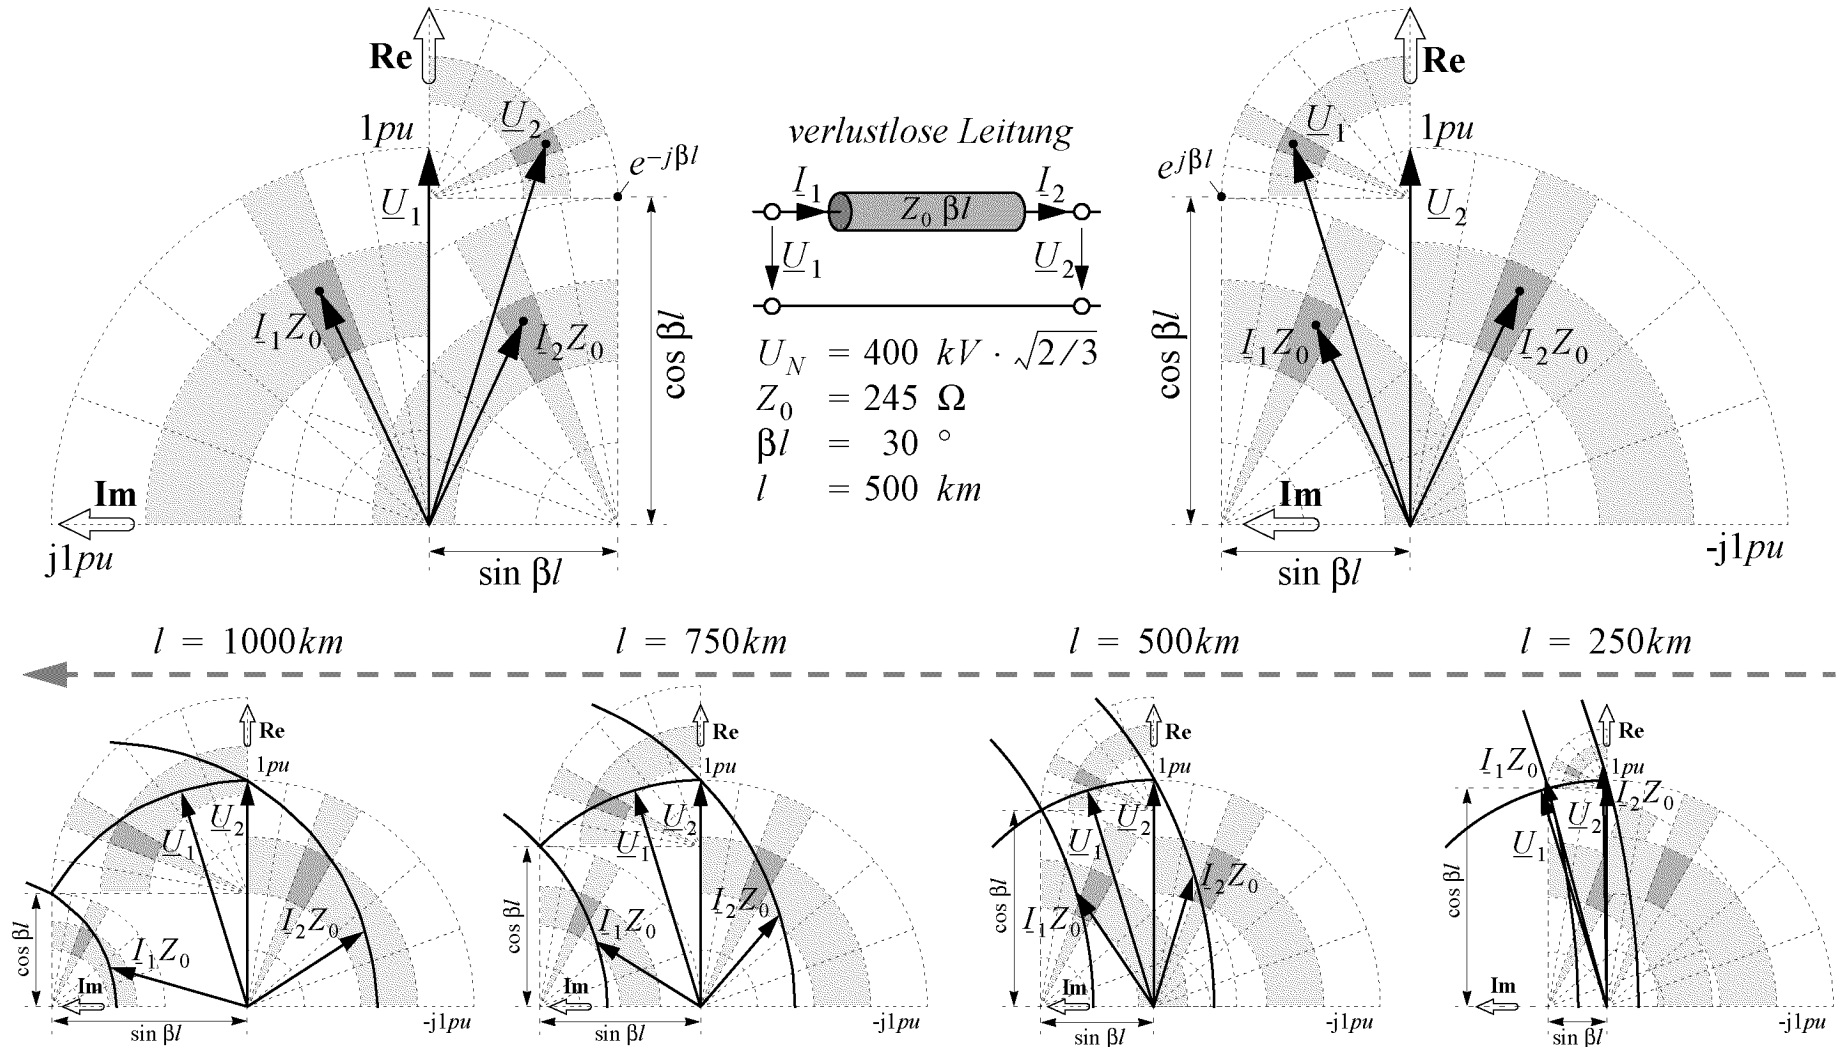 Re
1pu
U₂
e⁻ʲᵝˡ
U₁
I₁Z₀
I₂Z₀
cos βl
Im
j1pu
sin βl
verlustlose Leitung
I₁
I₂
Z₀ βl
U₁
U₂
U_N = 400 kV · √2/3
Z₀ = 245 Ω
βl = 30 °
l = 500 km
Re
U₁
1pu
eʲᵝˡ
U₂
I₁Z₀
I₂Z₀
cos βl
Im
-j1pu
sin βl
l = 1000km
l = 750km
l = 500km
l = 250km
Re
1pu
U₂
U₁
I₂Z₀
I₁Z₀
cos βl
Im
sin βl
-j1pu
Re
1pu
U₂
U₁
I₂Z₀
I₁Z₀
cos βl
Im
sin βl
-j1pu
Re
1pu
U₂
U₁
I₂Z₀
I₁Z₀
cos βl
Im
sin βl
-j1pu
Re
I₁Z₀
1pu
I₂Z₀
U₂
U₁
cos βl
Im
sin βl
-j1pu